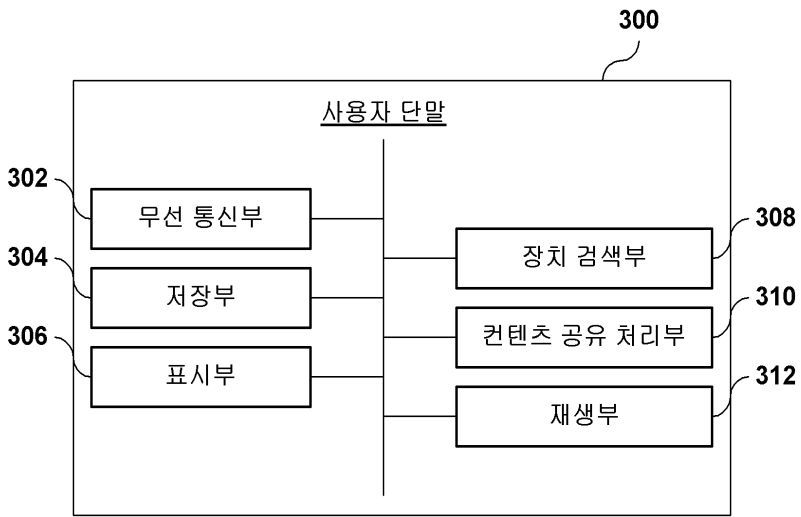 300
사용자 단말
302
무선 통신부
304
저장부
306
표시부
308
장치 검색부
310
컨텐츠 공유 처리부
312
재생부